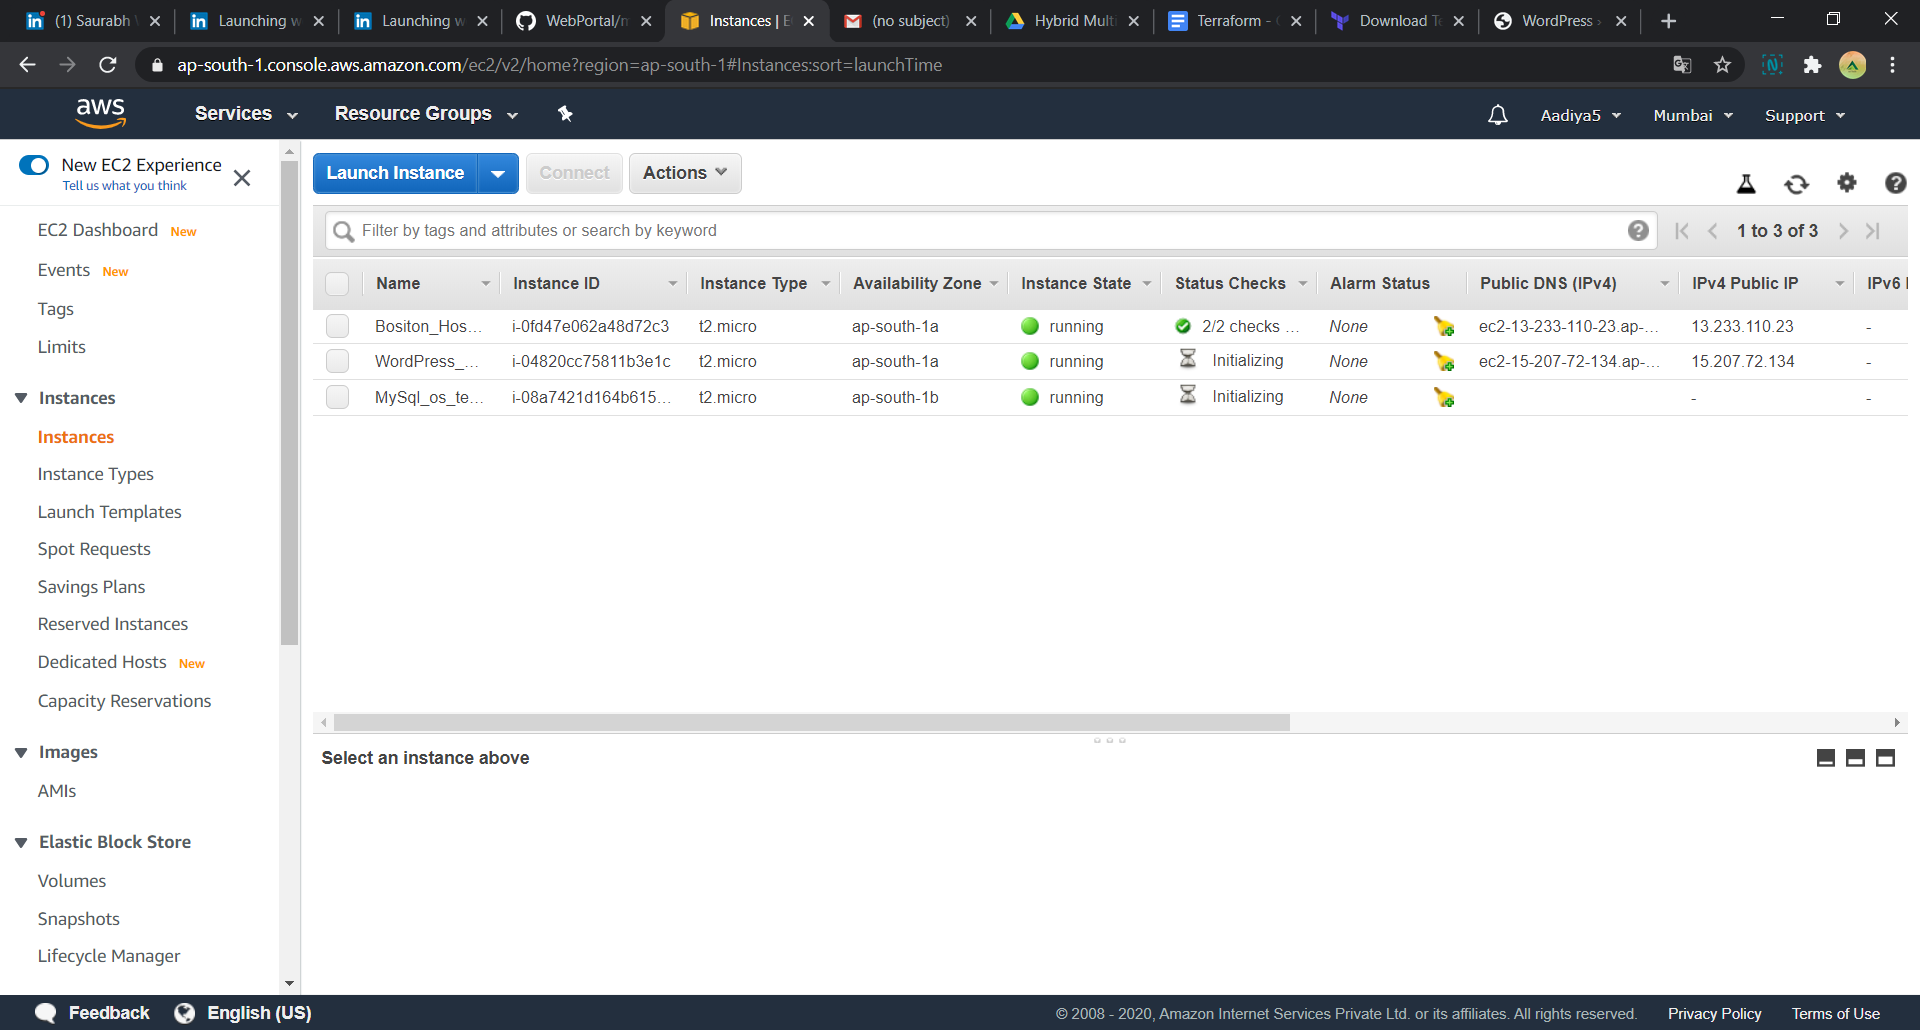 (1) Saurabh
Launching w
Launching w
WebPortal/m
Instances | E
(no subject)
Hybrid Mult
Terraform -
Download Te
WordPress ›
ap-south-1.console.aws.amazon.com/ec2/v2/home?region=ap-south-1#Instances:sort=launchTime
aws
Services
Resource Groups
Aadiya5
Mumbai
Support
New EC2 Experience
Tell us what you think
EC2 Dashboard New
Events New
Tags
Limits
Instances
Instances
Instance Types
Launch Templates
Spot Requests
Savings Plans
Reserved Instances
Dedicated Hosts New
Capacity Reservations
Images
AMIs
Elastic Block Store
Volumes
Snapshots
Lifecycle Manager
Launch Instance
Connect
Actions
Filter by tags and attributes or search by keyword
1 to 3 of 3
Name Instance ID Instance Type Availability Zone Instance State Status Checks Alarm Status Public DNS (IPv4) IPv4 Public IP IPv6
Bositon_Hos... i-0fd47e062a48d72c3 t2.micro ap-south-1a running 2/2 checks ... None ec2-13-233-110-23.ap-... 13.233.110.23 -
WordPress_... i-04820cc75811b3e1c t2.micro ap-south-1a running Initializing None ec2-15-207-72-134.ap-... 15.207.72.134 -
MySql_os_te... i-08a7421d164b615... t2.micro ap-south-1b running Initializing None - -
Select an instance above
Feedback
English (US)
© 2008 - 2020, Amazon Internet Services Private Ltd. or its affiliates. All rights reserved.
Privacy Policy
Terms of Use